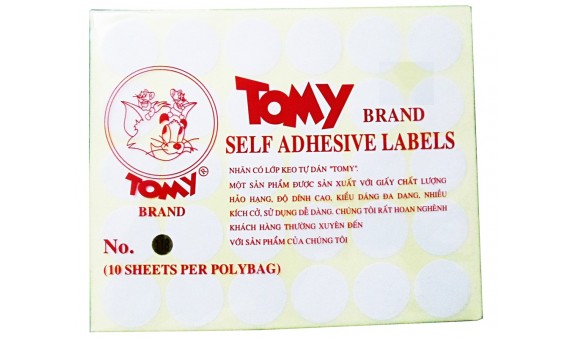 TOMY BRAND
SELF ADHESIVE LABELS
NHÃN CÓ LỚP KEO TỰ DÁN "TOMY".
MỘT SẢN PHẨM ĐƯỢC SẢN XUẤT VỚI GIẤY CHẤT LƯỢNG
HẢO HẠNG, ĐỘ DÍNH CAO, KIỂU DÁNG ĐA DẠNG, NHIỀU
KÍCH CỞ, SỬ DỤNG DỄ DÀNG. CHÚNG TÔI RẤT HOAN NGHÊNH
KHÁCH HÀNG THƯỜNG XUYÊN ĐẾN
VỚI SẢN PHẨM CỦA CHÚNG TÔI
TOMY®
BRAND
No.
(10 SHEETS PER POLYBAG)